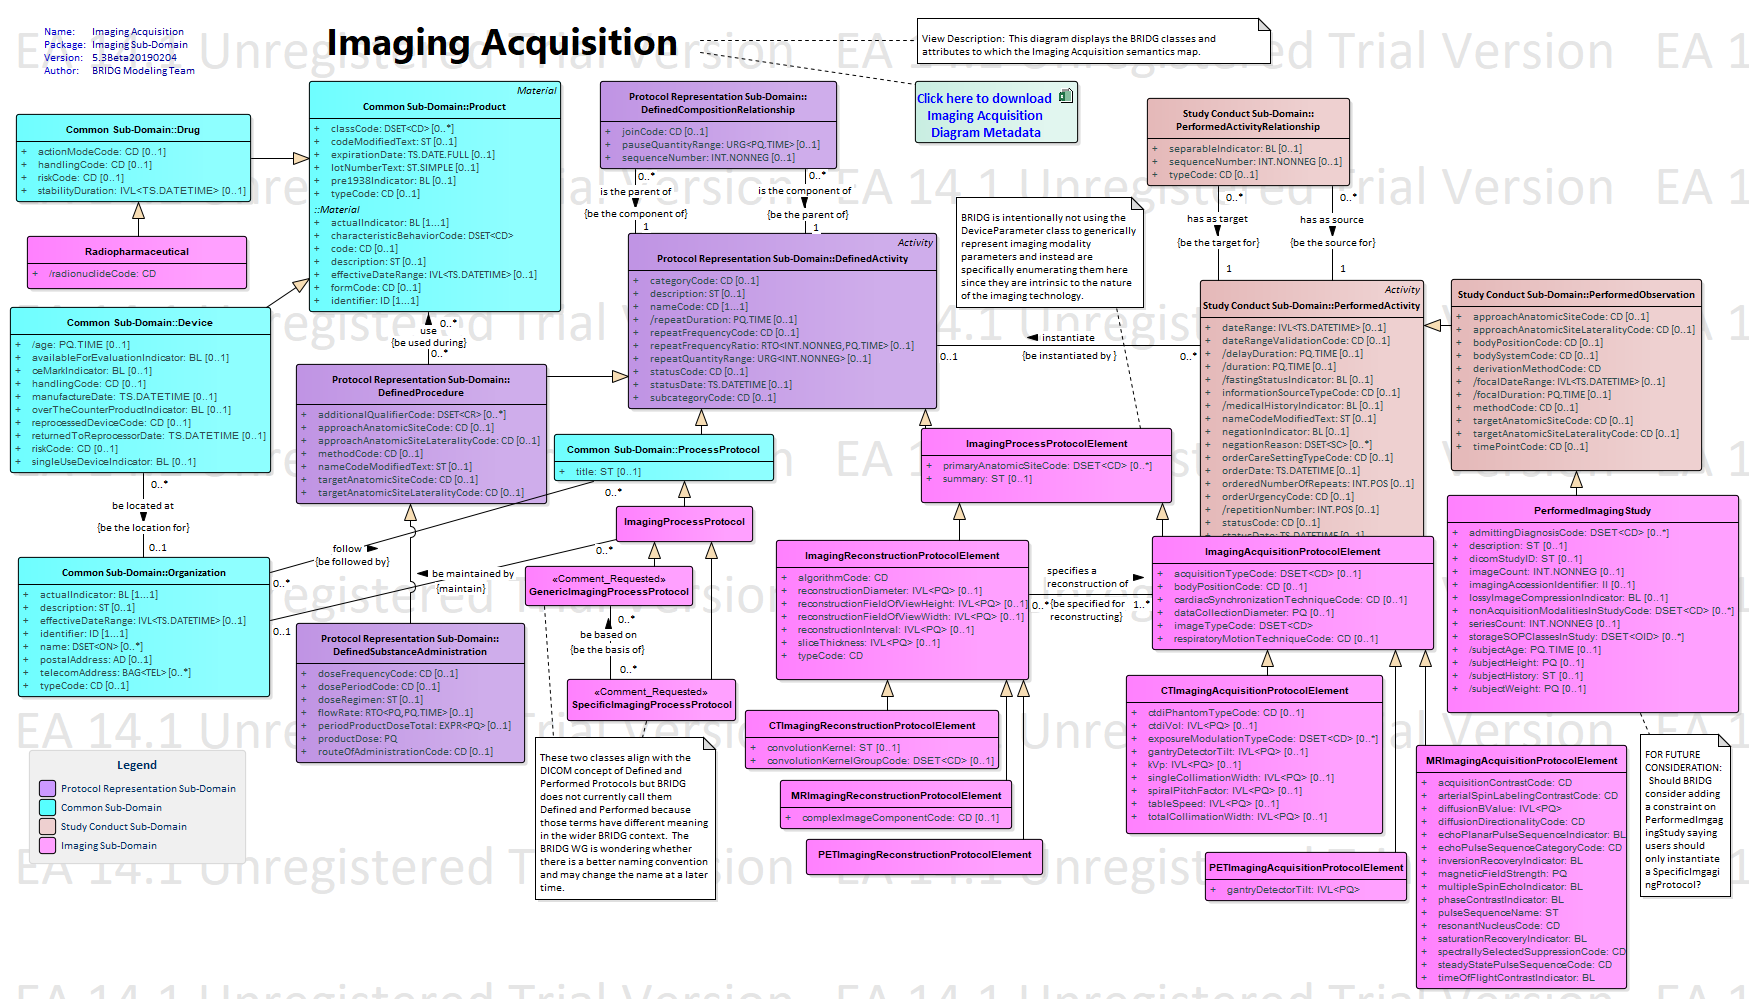 Name: Imaging Acquisition
Package: Imaging Sub-Domain
Version: 5.3Beta20190204
Author: BRIDG Modeling Team
Imaging Acquisition
View Description: This diagram displays the BRIDG classes and
attributes to which the Imaging Acquisition semantics map.
Click here to download
Imaging Acquisition
Diagram Metadata
Common Sub-Domain::Drug
+ actionModeCode: CD [0..1]
+ handlingCode: CD [0..1]
+ riskCode: CD [0..1]
+ stabilityDuration: IVL<TS.DATETIME> [0..1]
Radiopharmaceutical
+ /radionuclideCode: CD
Material
Common Sub-Domain::Product
+ classCode: DSET<CD> [0..*]
+ codeModifiedText: ST [0..1]
+ expirationDate: TS.DATE.FULL [0..1]
+ lotNumberText: ST.SIMPLE [0..1]
+ pre1938Indicator: BL [0..1]
+ typeCode: CD [0..1]
::Material
+ actualIndicator: BL [1...1]
+ characteristicBehaviorCode: DSET<CD>
+ code: CD [0..1]
+ description: ST [0..1]
+ effectiveDateRange: IVL<TS.DATETIME> [0..1]
+ formCode: CD [0..1]
+ identifier: ID [1...1]
Protocol Representation Sub-Domain::
DefinedCompositionRelationship
+ joinCode: CD [0..1]
+ pauseQuantityRange: URG<PQ.TIME> [0..1]
+ sequenceNumber: INT.NONNEG [0..1]
0..*
0..*
is the parent of
{be the component of}
1
is the component of
{be the parent of}
1
Activity
Protocol Representation Sub-Domain::DefinedActivity
+ categoryCode: CD [0..1]
+ description: ST [0..1]
+ nameCode: CD [1...1]
+ /repeatDuration: PQ.TIME [0..1]
+ repeatFrequencyCode: CD [0..1]
+ repeatFrequencyRatio: RTO<INT.NONNEG,PQ.TIME> [0..1]
+ repeatQuantityRange: URG<INT.NONNEG> [0..1]
+ statusCode: CD [0..1]
+ statusDate: TS.DATETIME [0..1]
+ subcategoryCode: CD [0..1]
BRIDG is intentionally not using the
DeviceParameter class to generically
represent imaging modality
parameters and instead are
specifically enumerating them here
since they are intrinsic to the nature
of the imaging technology.
Study Conduct Sub-Domain::
PerformedActivityRelationship
+ separableIndicator: BL [0..1]
+ sequenceNumber: INT.NONNEG [0..1]
+ typeCode: CD [0..1]
0..*
0..*
has as target
{be the target for}
1
has as source
{be the source for}
1
instantiate
{be instantiated by }
0..1
0..*
Activity
Study Conduct Sub-Domain::PerformedActivity
+ dateRange: IVL<TS.DATETIME> [0..1]
+ dateRangeValidationCode: CD [0..1]
+ /delayDuration: PQ.TIME [0..1]
+ /duration: PQ.TIME [0..1]
+ /fastingStatusIndicator: BL [0..1]
+ informationSourceTypeCode: CD [0..1]
+ /medicalHistoryIndicator: BL [0..1]
+ nameCodeModifiedText: ST [0..1]
+ negationIndicator: BL [0..1]
+ negationReason: DSET<SC> [0..*]
+ orderCareSettingTypeCode: CD [0..1]
+ orderDate: TS.DATETIME [0..1]
+ orderedNumberOfRepeats: INT.POS [0..1]
+ orderUrgencyCode: CD [0..1]
+ /repetitionNumber: INT.POS [0..1]
+ statusCode: CD [0..1]
+ statusDate: TS.DATETIME [0..1]
Study Conduct Sub-Domain::PerformedObservation
+ approachAnatomicSiteCode: CD [0..1]
+ approachAnatomicSiteLateralityCode: CD [0..1]
+ bodyPositionCode: CD [0..1]
+ bodySystemCode: CD [0..1]
+ derivationMethodCode: CD
+ /focalDateRange: IVL<TS.DATETIME> [0..1]
+ /focalDuration: PQ.TIME [0..1]
+ methodCode: CD [0..1]
+ targetAnatomicSiteCode: CD [0..1]
+ targetAnatomicSiteLateralityCode: CD [0..1]
+ timePointCode: CD [0..1]
Common Sub-Domain::Device
+ /age: PQ.TIME [0..1]
+ availableForEvaluationIndicator: BL [0..1]
+ ceMarkIndicator: BL [0..1]
+ handlingCode: CD [0..1]
+ manufactureDate: TS.DATETIME [0..1]
+ overTheCounterProductIndicator: BL [0..1]
+ reprocessedDeviceCode: CD [0..1]
+ returnedToReprocessorDate: TS.DATETIME [0..1]
+ riskCode: CD [0..1]
+ singleUseDeviceIndicator: BL [0..1]
0..*
be located at
{be the location for}
0..1
0..*
use
{be used during}
0..*
Protocol Representation Sub-Domain::
DefinedProcedure
+ additionalQualifierCode: DSET<CR> [0..*]
+ approachAnatomicSiteCode: CD [0..1]
+ approachAnatomicSiteLateralityCode: CD [0..1]
+ methodCode: CD [0..1]
+ nameCodeModifiedText: ST [0..1]
+ targetAnatomicSiteCode: CD [0..1]
+ targetAnatomicSiteLateralityCode: CD [0..1]
Common Sub-Domain::ProcessProtocol
+ title: ST [0..1]
0..*
ImagingProcessProtocol
0..*
follow
{be followed by}
0..*
be maintained by
{maintain}
0..1
Common Sub-Domain::Organization
+ actualIndicator: BL [1...1]
+ description: ST [0..1]
+ effectiveDateRange: IVL<TS.DATETIME> [0..1]
+ identifier: ID [1...1]
+ name: DSET<ON> [0..*]
+ postalAddress: AD [0..1]
+ telecomAddress: BAG<TEL> [0..*]
+ typeCode: CD [0..1]
Protocol Representation Sub-Domain::
DefinedSubstanceAdministration
+ doseFrequencyCode: CD [0..1]
+ dosePeriodCode: CD [0..1]
+ doseRegimen: ST [0..1]
+ flowRate: RTO<PQ,PQ.TIME> [0..1]
+ periodProductDoseTotal: EXPR<PQ> [0..1]
+ productDose: PQ
+ routeOfAdministrationCode: CD [0..1]
«Comment_Requested»
GenericImagingProcessProtocol
0..*
be based on
{be the basis of}
0..*
«Comment_Requested»
SpecificImagingProcessProtocol
These two classes align with the
DICOM concept of Defined and
Performed Protocols but BRIDG
does not currently call them
Defined and Performed because
those terms have different meaning
in the wider BRIDG context. The
BRIDG WG is wondering whether
there is a better naming convention
and may change the name at a later
time.
ImagingProcessProtocolElement
+ primaryAnatomicSiteCode: DSET<CD> [0..*]
+ summary: ST [0..1]
ImagingReconstructionProtocolElement
+ algorithmCode: CD
+ reconstructionDiameter: IVL<PQ> [0..1]
+ reconstructionFieldOfViewHeight: IVL<PQ> [0..1]
+ reconstructionFieldOfViewWidth: IVL<PQ> [0..1]
+ reconstructionInterval: IVL<PQ> [0..1]
+ sliceThickness: IVL<PQ> [0..1]
+ typeCode: CD
specifies a
reconstruction of
0..*
{be specified for
reconstructing}
1..*
ImagingAcquisitionProtocolElement
+ acquisitionTypeCode: DSET<CD> [0..1]
+ bodyPositionCode: CD [0..1]
+ cardiacSynchronizationTechniqueCode: CD [0..1]
+ dataCollectionDiameter: PQ [0..1]
+ imageTypeCode: DSET<CD>
+ respiratoryMotionTechniqueCode: CD [0..1]
PerformedImagingStudy
+ admittingDiagnosisCode: DSET<CD> [0..*]
+ description: ST [0..1]
+ dicomStudyID: ST [0..1]
+ imageCount: INT.NONNEG [0..1]
+ imagingAccessionIdentifier: II [0..1]
+ lossyImageCompressionIndicator: BL [0..1]
+ nonAcquisitionModalitiesInStudyCode: DSET<CD> [0..*]
+ seriesCount: INT.NONNEG [0..1]
+ storageSOPClassesInStudy: DSET<OID> [0..*]
+ /subjectAge: PQ.TIME [0..1]
+ /subjectHeight: PQ [0..1]
+ /subjectHistory: ST [0..1]
+ /subjectWeight: PQ [0..1]
CTImagingReconstructionProtocolElement
+ convolutionKernel: ST [0..1]
+ convolutionKernelGroupCode: DSET<CD> [0..1]
MRImagingReconstructionProtocolElement
+ complexImageComponentCode: CD [0..1]
PETImagingReconstructionProtocolElement
CTImagingAcquisitionProtocolElement
+ ctdiPhantomTypeCode: CD [0..1]
+ ctdiVol: IVL<PQ> [0..1]
+ exposureModulationTypeCode: DSET<CD> [0..*]
+ gantryDetectorTilt: IVL<PQ> [0..1]
+ kVp: IVL<PQ> [0..1]
+ singleCollimationWidth: IVL<PQ> [0..1]
+ spiralPitchFactor: IVL<PQ> [0..1]
+ tableSpeed: IVL<PQ> [0..1]
+ totalCollimationWidth: IVL<PQ> [0..1]
PETImagingAcquisitionProtocolElement
+ gantryDetectorTilt: IVL<PQ>
MRImagingAcquisitionProtocolElement
+ acquisitionContrastCode: CD
+ arterialSpinLabelingContrastCode: CD
+ diffusionBValue: IVL<PQ>
+ diffusionDirectionalityCode: CD
+ echoPlanarPulseSequenceIndicator: BL
+ echoPulseSequenceCategoryCode: CD
+ inversionRecoveryIndicator: BL
+ magneticFieldStrength: PQ
+ multipleSpinEchoIndicator: BL
+ phaseContrastIndicator: BL
+ pulseSequenceName: ST
+ resonantNucleusCode: CD
+ saturationRecoveryIndicator: BL
+ spectrallySelectedSuppressionCode: CD
+ steadyStatePulseSequenceCode: CD
+ timeOfFlightContrastIndicator: BL
FOR FUTURE
CONSIDERATION:
Should BRIDG
consider adding
a constraint on
PerformedImgag
ingStudy saying
users should
only instantiate
a SpecificImgagi
ngProtocol?
Legend
Protocol Representation Sub-Domain
Common Sub-Domain
Study Conduct Sub-Domain
Imaging Sub-Domain
EA 14.1 Unregistered Trial Version